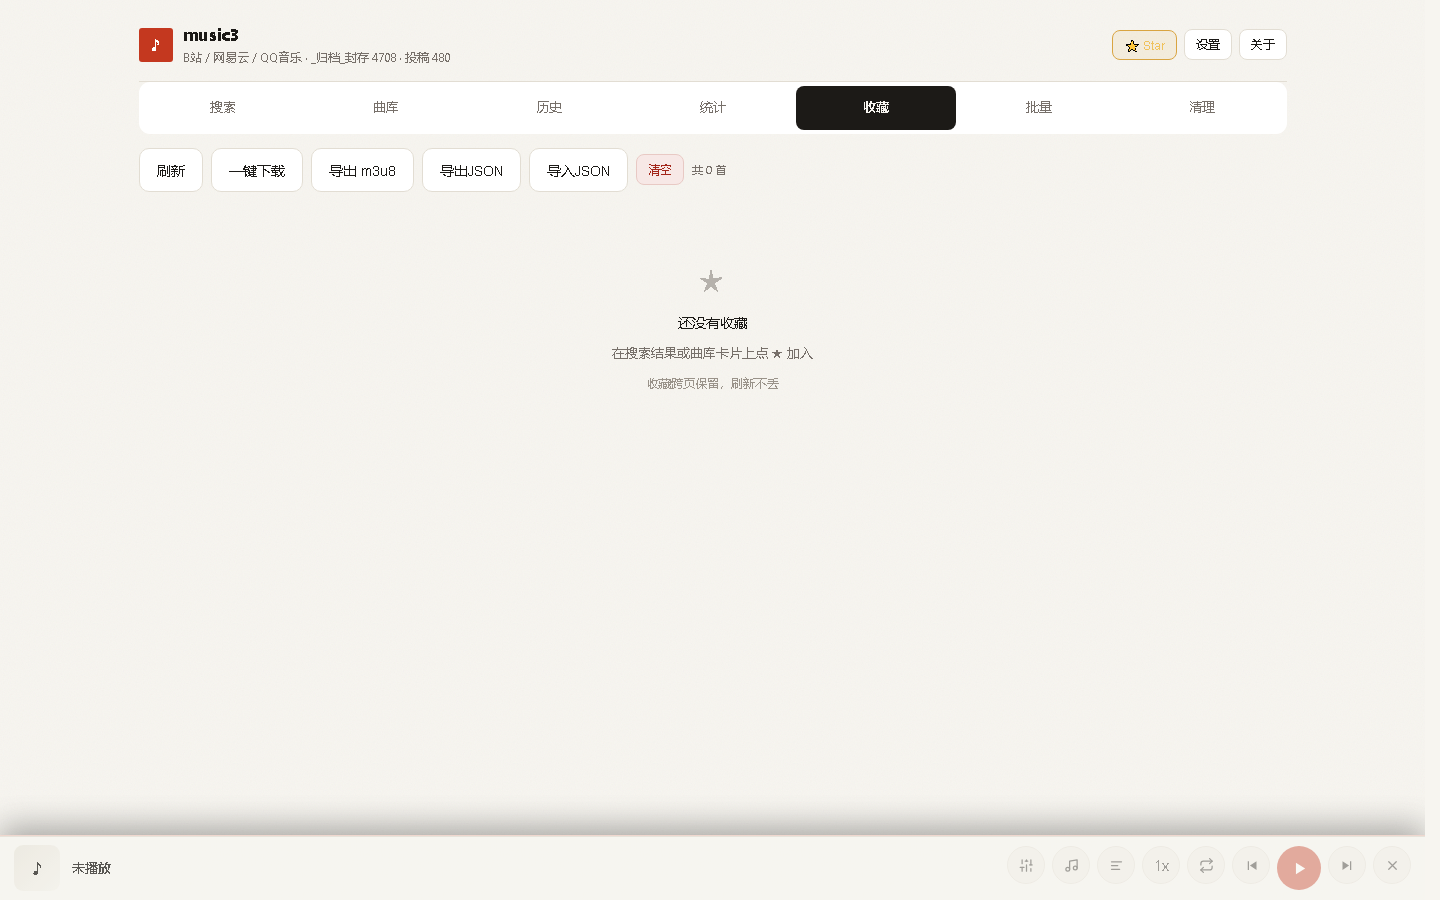 music3
B站 / 网易云 / QQ音乐 · _归档_封存 4708 · 投稿 480
Star
设置
关于
搜索
曲库
历史
统计
收藏
批量
清理
刷新
一键下载
导出 m3u8
导出JSON
导入JSON
清空
共 0 首
还没有收藏
在搜索结果或曲库卡片上点 ★ 加入
收藏跨页保留，刷新不丢
未播放
1x